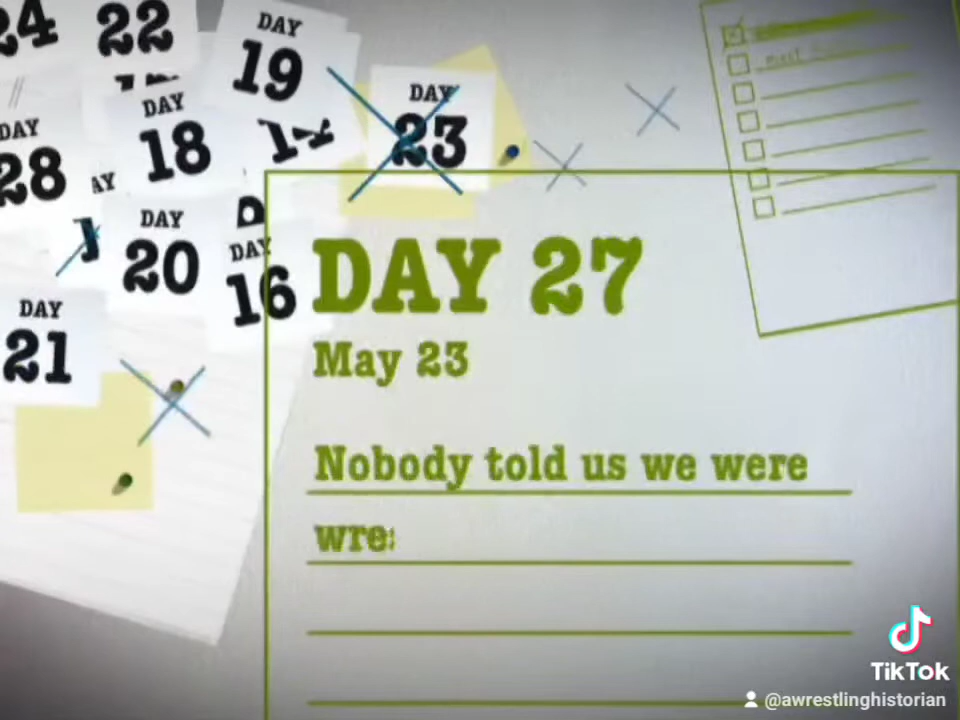 24
22
DAY
19
DAY
23
DAY
18
DAY
28
AY
DAY
20
DAY
16
DAY
21
DAY 27
May 23
Nobody told us we were
wre
TikTok
@awrestlinghistorian